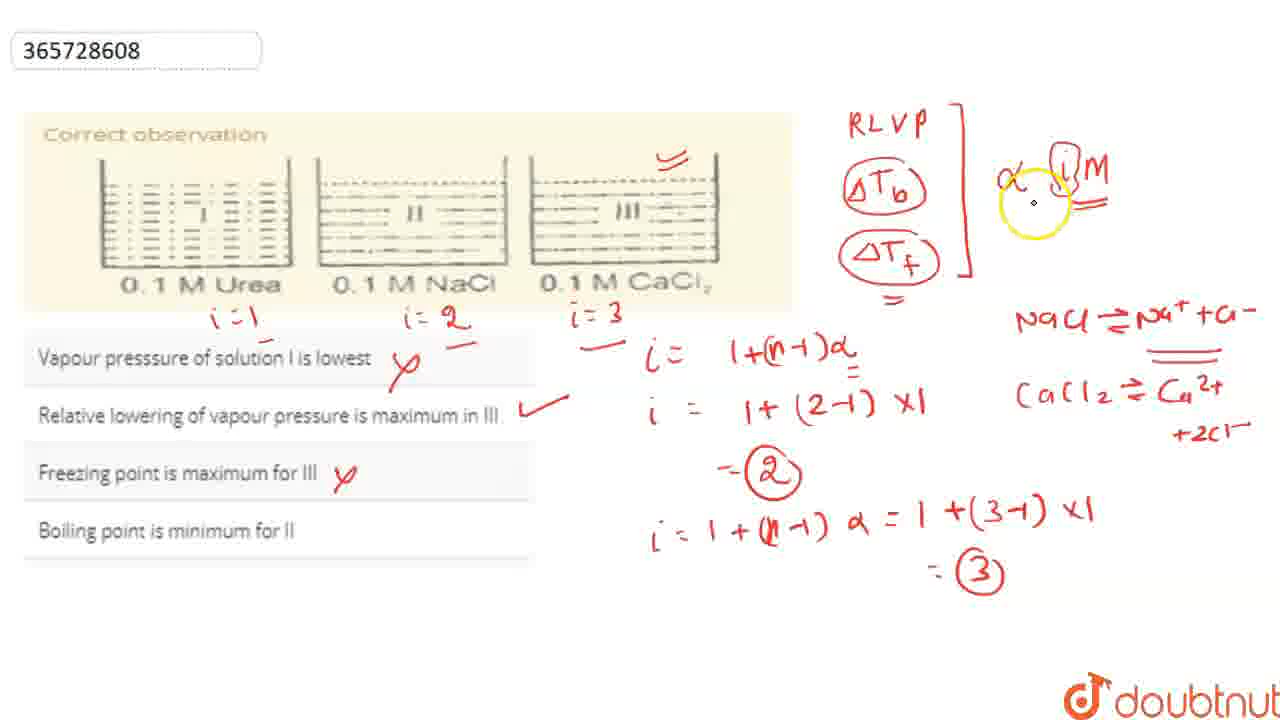 365728608
Correct observation
RLVP
ΔTb
ΔTf
α iM
I
II
III
0.1 M Urea
0.1 M NaCl
0.1 M CaCl₂
i=1
i=2
i=3
Vapour presssure of solution I is lowest
Relative lowering of vapour pressure is maximum in III
Freezing point is maximum for III
Boiling point is minimum for II
i = 1+(n-1)α
i = 1+(2-1)×1
= 2
i = 1+(n-1)α = 1+(3-1)×1
= 3
NaCl ⇌ Na⁺+Cl-
CaCl₂ ⇌ Ca²⁺
+2Cl⁻
doubtnut